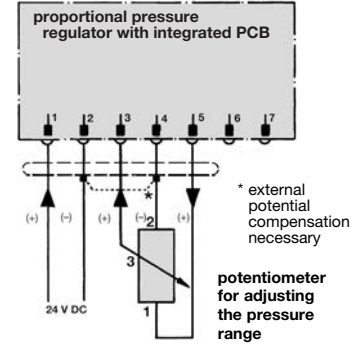 proportional pressure
regulator with integrated PCB
1 2 3 4 5 6 7
*
(+) (−) (+) (−) (+)
2
3
1
24 V DC
* external
potential
compensation
necessary
potentiometer
for adjusting
the pressure
range